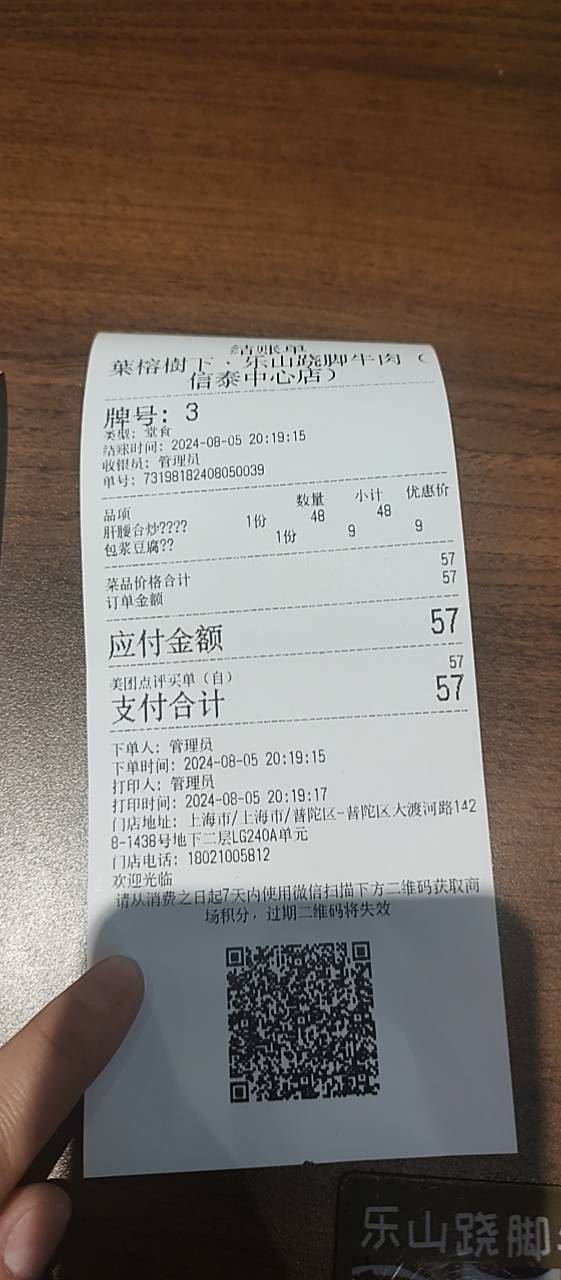 结账单
葉榕樹下·乐山跷脚牛肉（
信泰中心店）
牌号: 3
类型: 堂食
结账时间: 2024-08-05 20:19:15
收银员: 管理员
单号: 73198182408050039
品项 数量 小计 优惠价
肝腰合炒???? 1份 48 48
包浆豆腐?? 1份 9 9
菜品价格合计 57
订单金额 57
应付金额 57
美团点评买单（自） 57
支付合计 57
下单人: 管理员
下单时间: 2024-08-05 20:19:15
打印人: 管理员
打印时间: 2024-08-05 20:19:17
门店地址: 上海市/上海市/普陀区-普陀区大渡河路142
8-1438号地下二层LG240A单元
门店电话: 18021005812
欢迎光临
请从消费之日起7天内使用微信扫描下方二维码获取商
场积分，过期二维码将失效
乐山跷脚